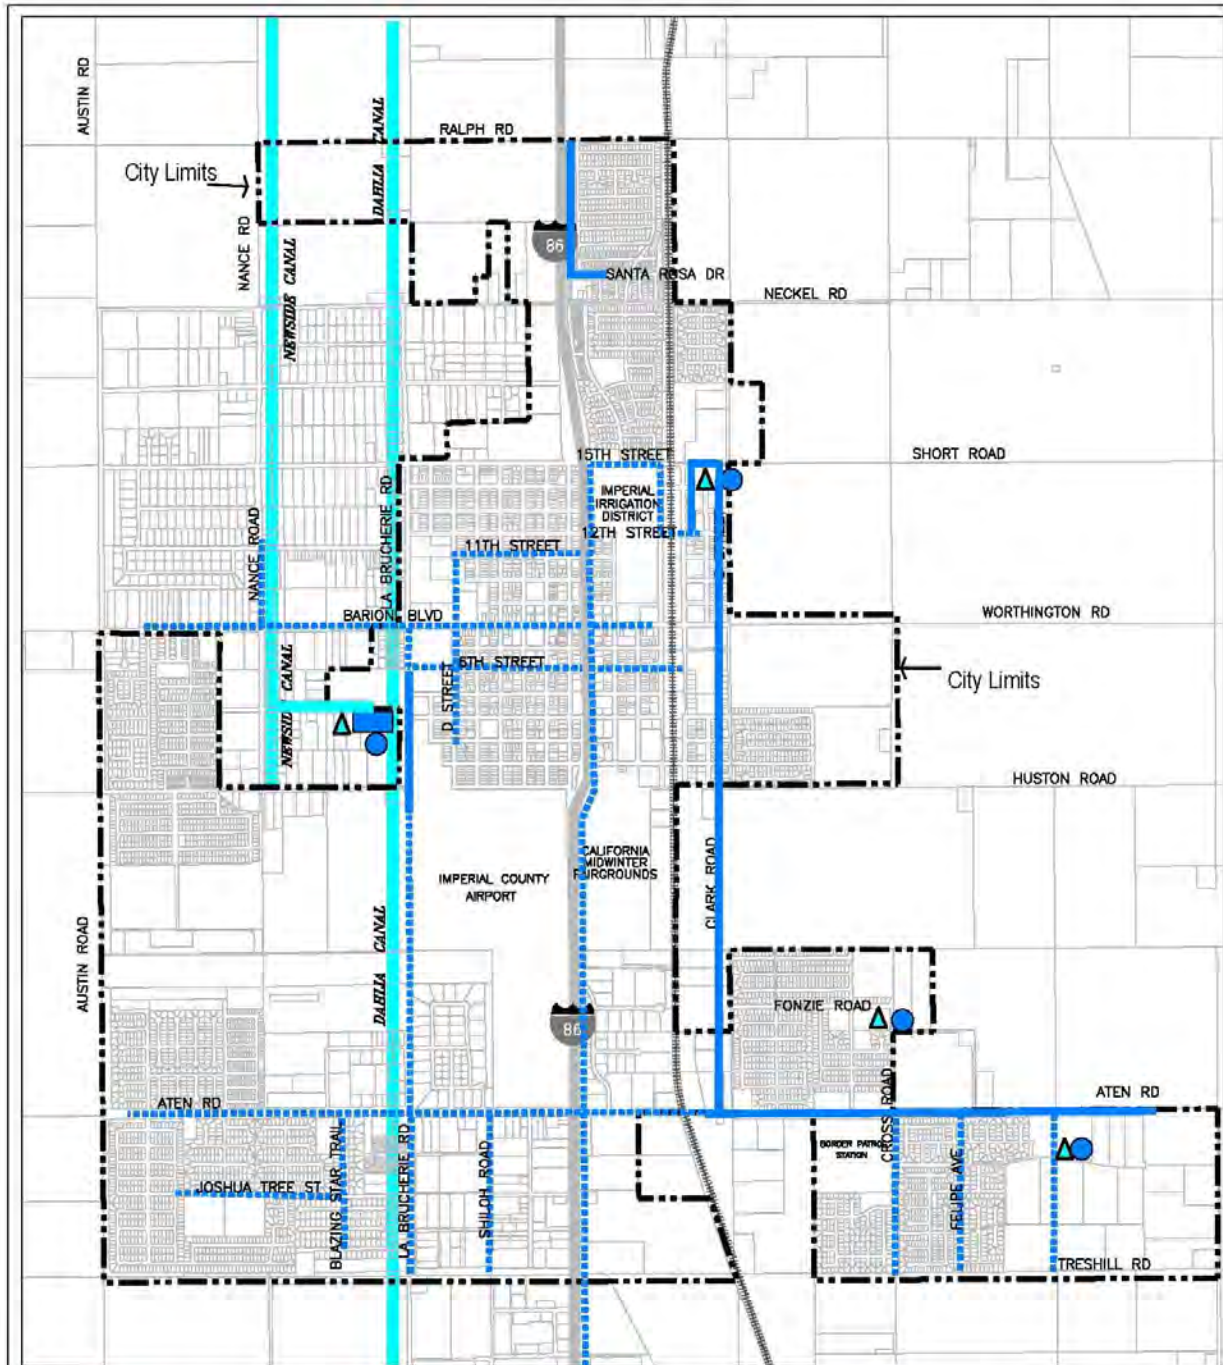 AUSTIN RD
CANAL
RALPH RD
City Limits
DAHLIA
NANCE RD
NEWSIDE CANAL
86
SANTA ROSA DR
NECKEL RD
15TH STREET
SHORT ROAD
IMPERIAL
IRRIGATION
DISTRICT
12TH STREET
11TH STREET
LA BRUCHERIE RD
NANCE ROAD
BARIONI BLVD
WORTHINGTON RD
6TH STREET
City Limits
NEWSIDE CANAL
D STREET
HUSTON ROAD
CALIFORNIA
MIDWINTER
FAIRGROUNDS
IMPERIAL COUNTY
AIRPORT
CLARK ROAD
AUSTIN ROAD
DAHLIA CANAL
FONZIE ROAD
86
ATEN RD
ATEN RD
CROSS ROAD
BORDER PATROL
STATION
JOSHUA TREE ST
BLAZING STAR TRAIL
LA BRUCHERIE RD
SHILOH ROAD
FELIPE AVE
TRESHILL RD